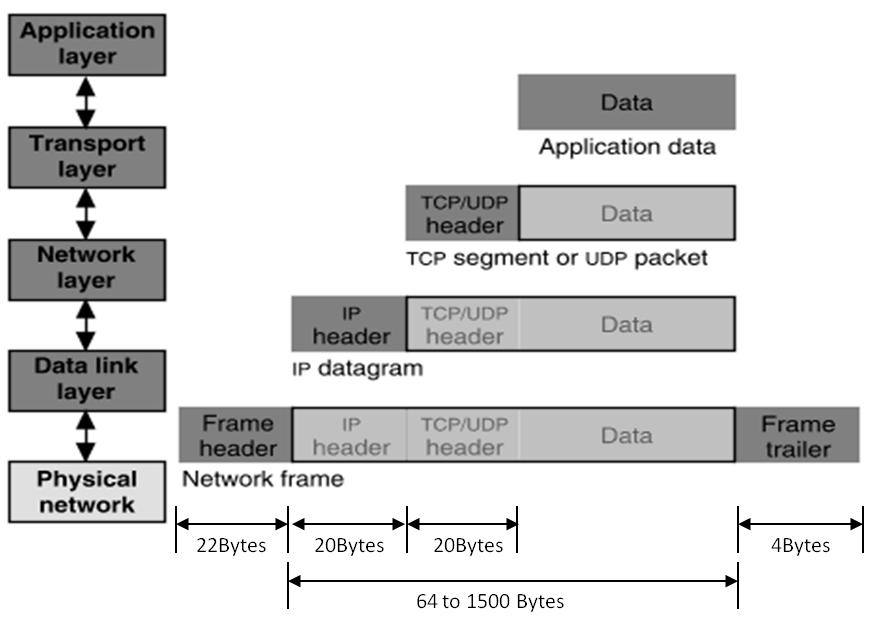 Application
layer
Data
Application data
Transport
layer
TCP/UDP
header
Data
TCP segment or UDP packet
Network
layer
IP
header
TCP/UDP
header
Data
IP datagram
Data link
layer
Frame
header
IP
header
TCP/UDP
header
Data
Frame
trailer
Network frame
Physical
network
22Bytes
20Bytes
20Bytes
4Bytes
64 to 1500 Bytes